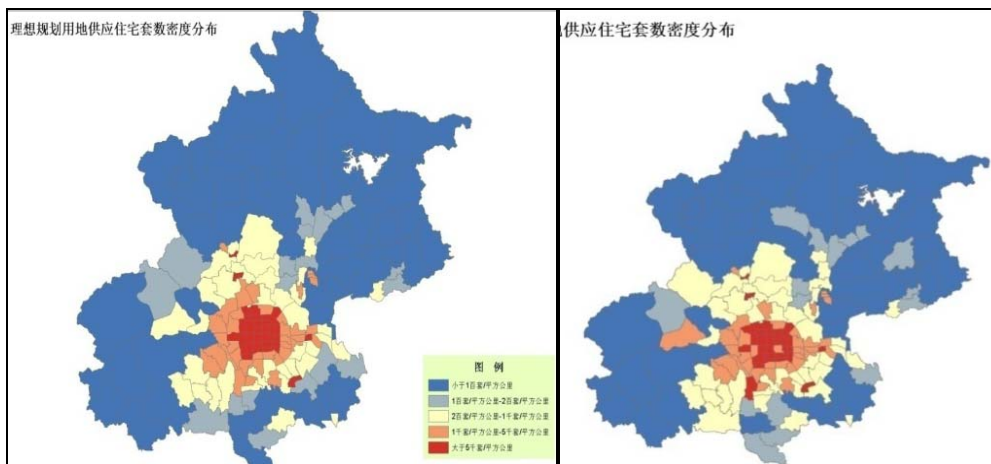 理想规划用地供应住宅套数密度分布
供应住宅套数密度分布
图 例
小于1百套/平方公里
1百套/平方公里-2百套/平方公里
2百套/平方公里-1千套/平方公里
1千套/平方公里-5千套/平方公里
大于5千套/平方公里